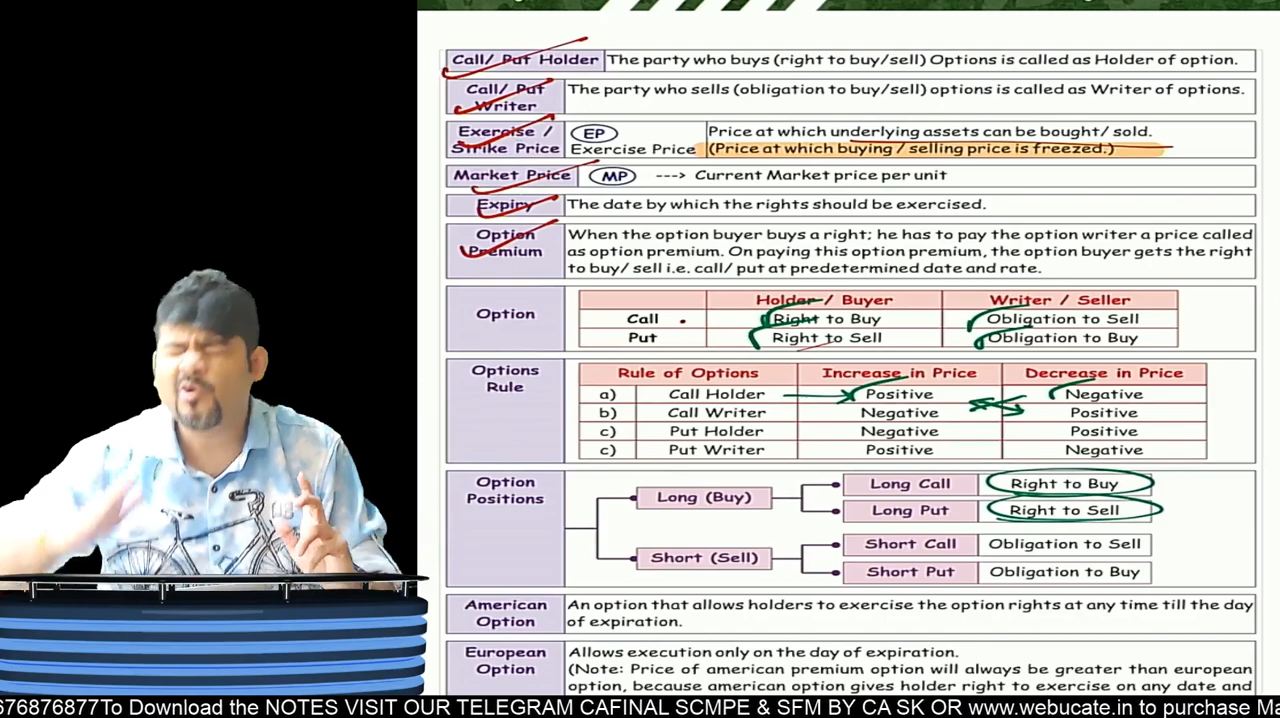 Call/ Put Holder The party who buys (right to buy/sell) Options is called as Holder of option.
Call/ Put Writer The party who sells (obligation to buy/sell) options is called as Writer of options.
Exercise / Strike Price EP Exercise Price Price at which underlying assets can be bought/ sold.
(Price at which buying / selling price is freezed.)
Market Price MP ---> Current Market price per unit
Expiry The date by which the rights should be exercised.
Option Premium When the option buyer buys a right; he has to pay the option writer a price called
as option premium. On paying this option premium, the option buyer gets the right
to buy/ sell i.e. call/ put at predetermined date and rate.
Option
Holder / Buyer Writer / Seller
Call Right to Buy Obligation to Sell
Put Right to Sell Obligation to Buy
Options Rule
Rule of Options Increase in Price Decrease in Price
a) Call Holder Positive Negative
b) Call Writer Negative Positive
c) Put Holder Negative Positive
c) Put Writer Positive Negative
Option Positions
Long (Buy)
Long Call Right to Buy
Long Put Right to Sell
Short (Sell)
Short Call Obligation to Sell
Short Put Obligation to Buy
American Option An option that allows holders to exercise the option rights at any time till the day
of expiration.
European Option Allows execution only on the day of expiration.
(Note: Price of american premium option will always be greater than european
option, because american option gives holder right to exercise on any date and
676876877To Download the NOTES VISIT OUR TELEGRAM CAFINAL SCMPE & SFM BY CA SK OR www.webucate.in to purchase Ma